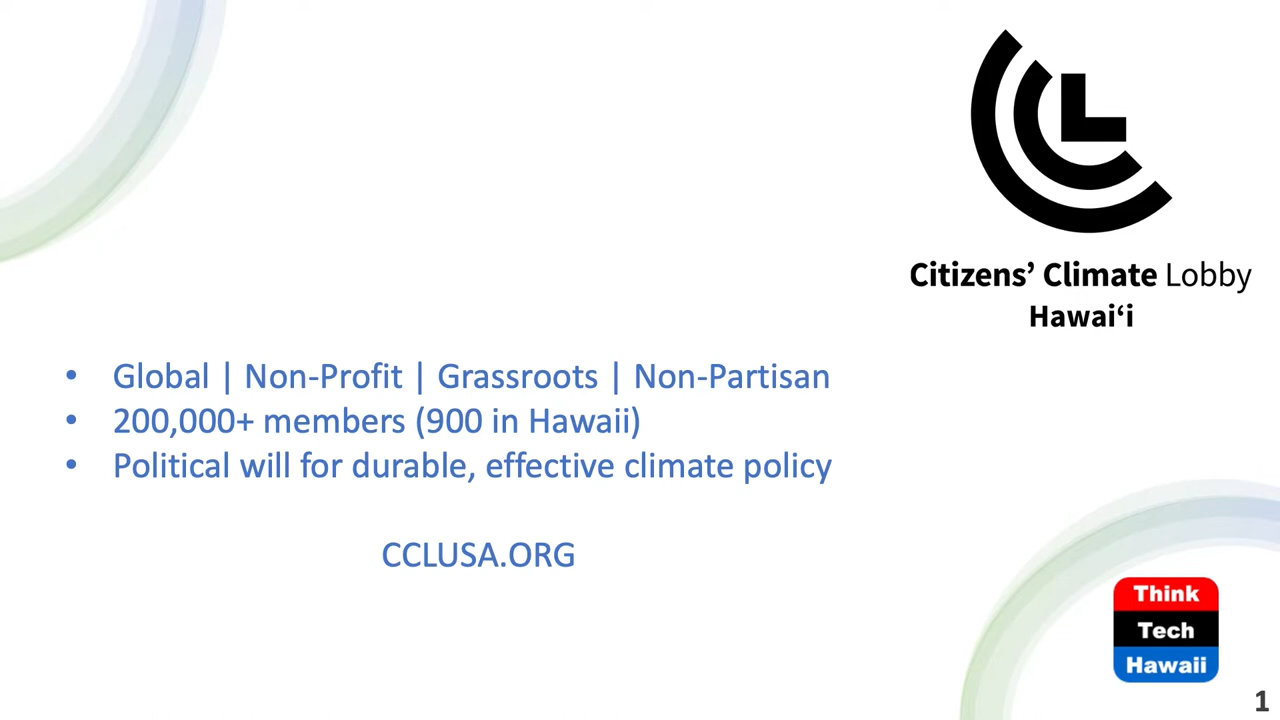 Citizens’ Climate Lobby
Hawai‘i
• Global | Non-Profit | Grassroots | Non-Partisan
• 200,000+ members (900 in Hawaii)
• Political will for durable, effective climate policy
CCLUSA.ORG
Think
Tech
Hawaii
1